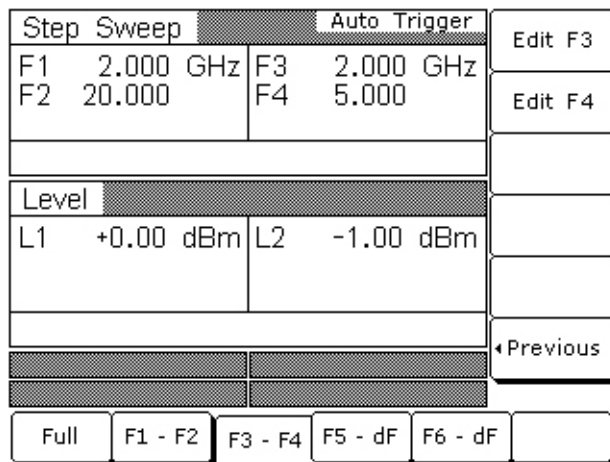 Step Sweep Auto Trigger
F1 2.000 GHz F3 2.000 GHz
F2 20.000 F4 5.000
Level
L1 +0.00 dBm L2 -1.00 dBm
Edit F3
Edit F4
Previous
Full F1 - F2 F3 - F4 F5 - dF F6 - dF